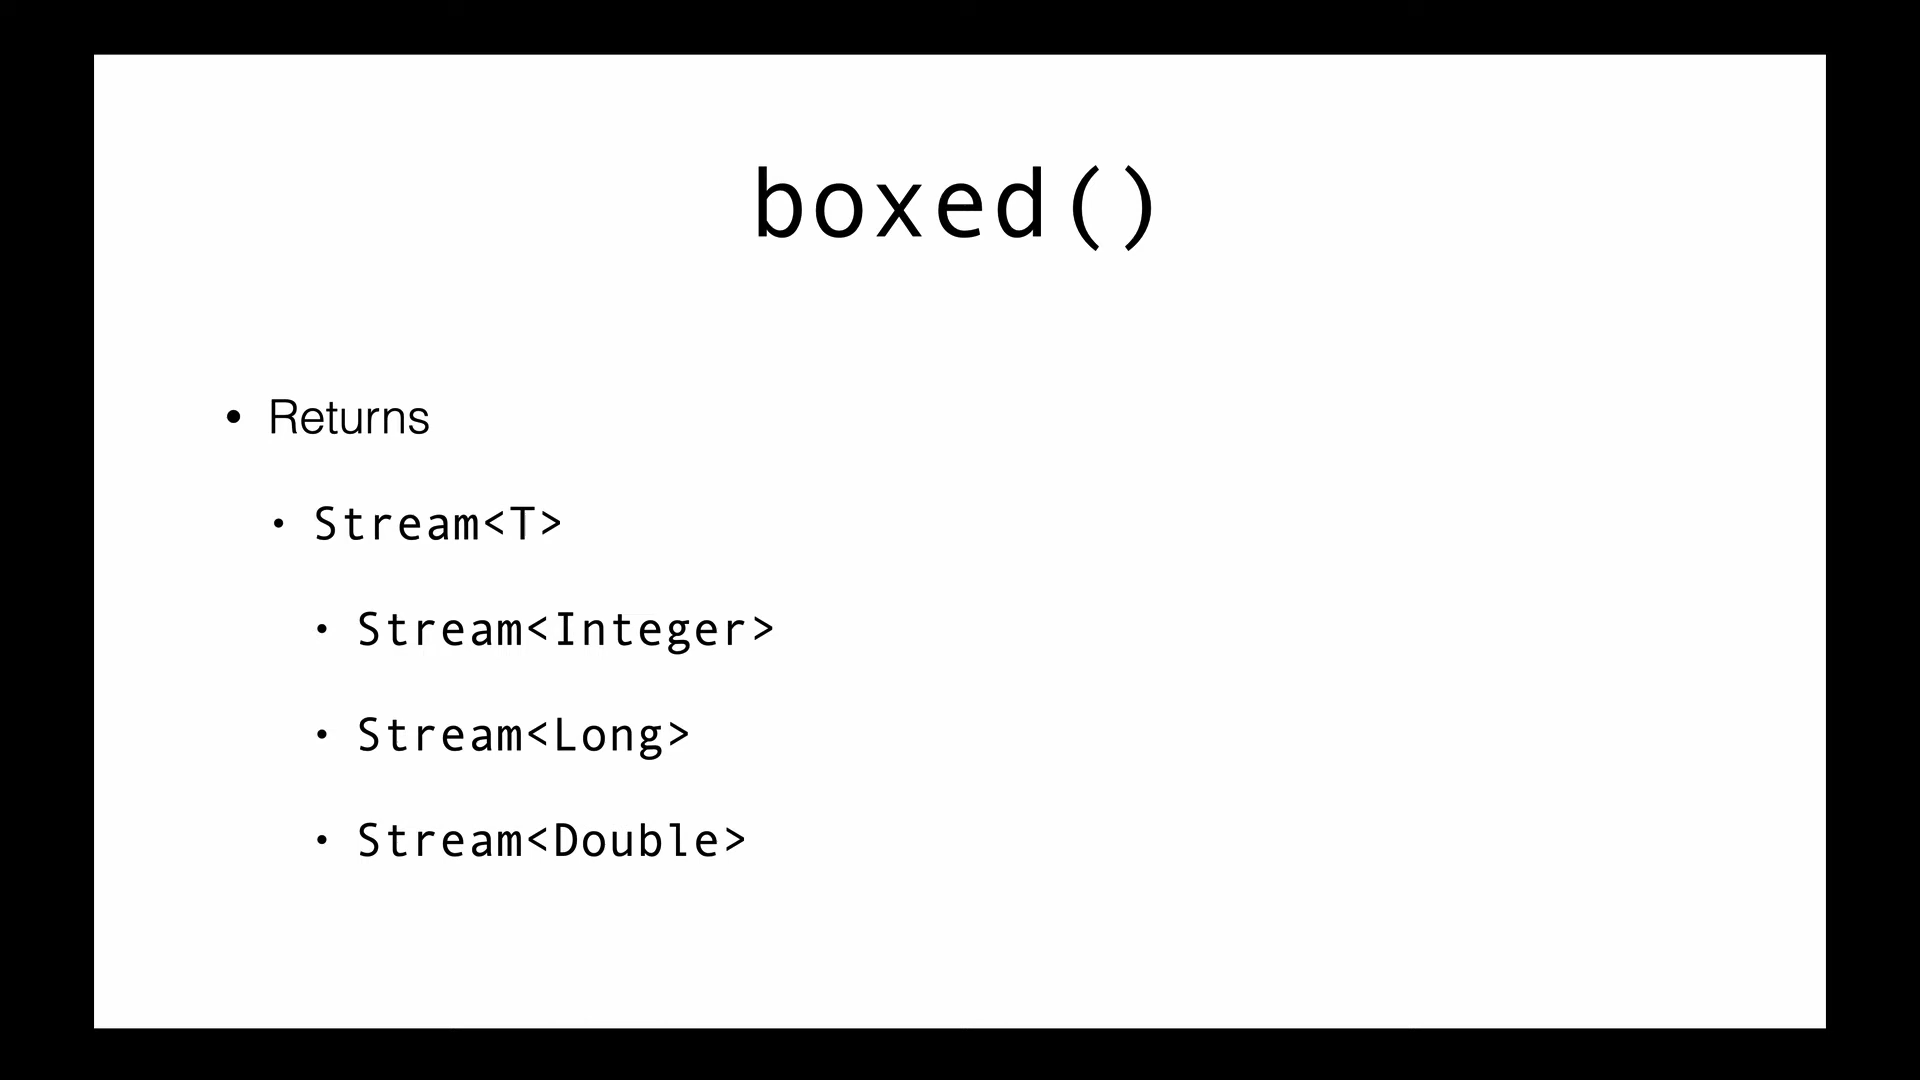 boxed()
• Returns
• Stream<T>
• Stream<Integer>
• Stream<Long>
• Stream<Double>